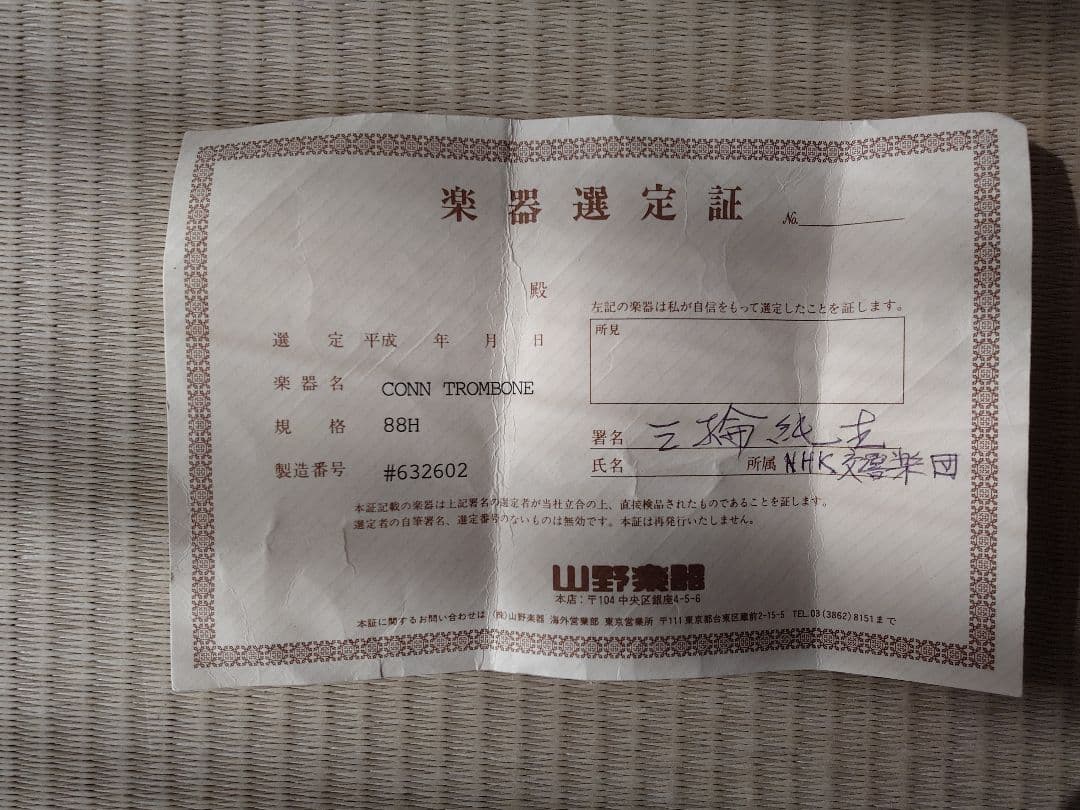 楽器選定証 No.
殿
選定 平成 年 月 日
楽器名 CONN TROMBONE
規格 88H
製造番号 #632602
左記の楽器は私が自信をもって選定したことを証します。
所見
署名 三輪純生
氏名 所属 NHK交響楽団
本証記載の楽器は上記署名の選定者が当社立合の上、直接検品されたものであることを証します。
選定者の自筆署名、選定番号のないものは無効です。本証は再発行いたしません。
山野楽器
本店:〒104 中央区銀座4-5-6
本証に関するお問い合わせは (株)山野楽器 海外営業部 東京営業所 〒111 東京都台東区蔵前2-15-5 TEL.03(3862)8151まで